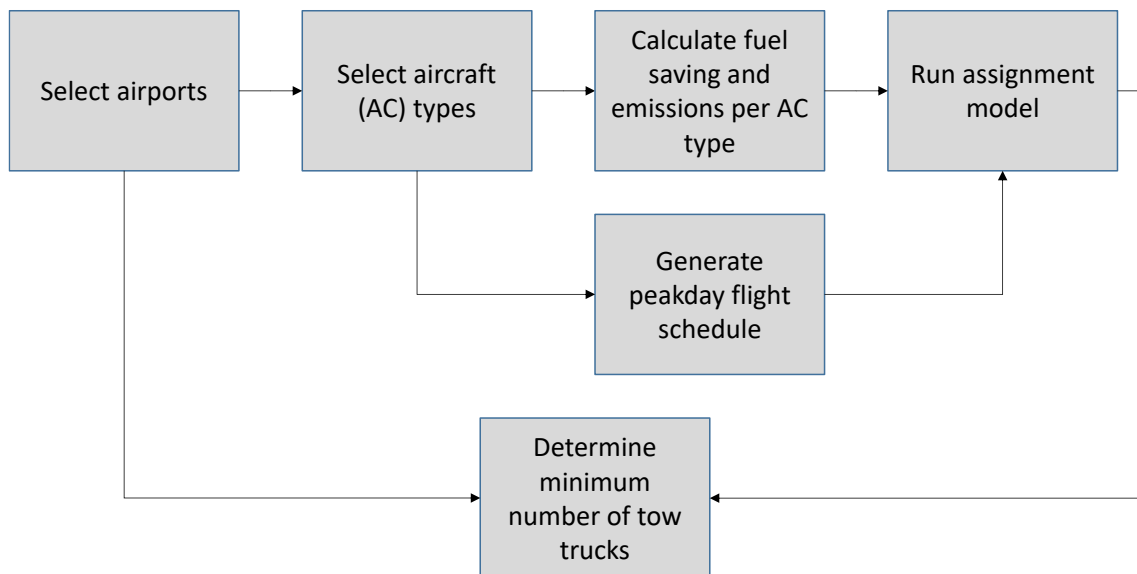 Select airports
Select aircraft
(AC) types
Calculate fuel
saving and
emissions per AC
type
Run assignment
model
Generate
peakday flight
schedule
Determine
minimum
number of tow
trucks